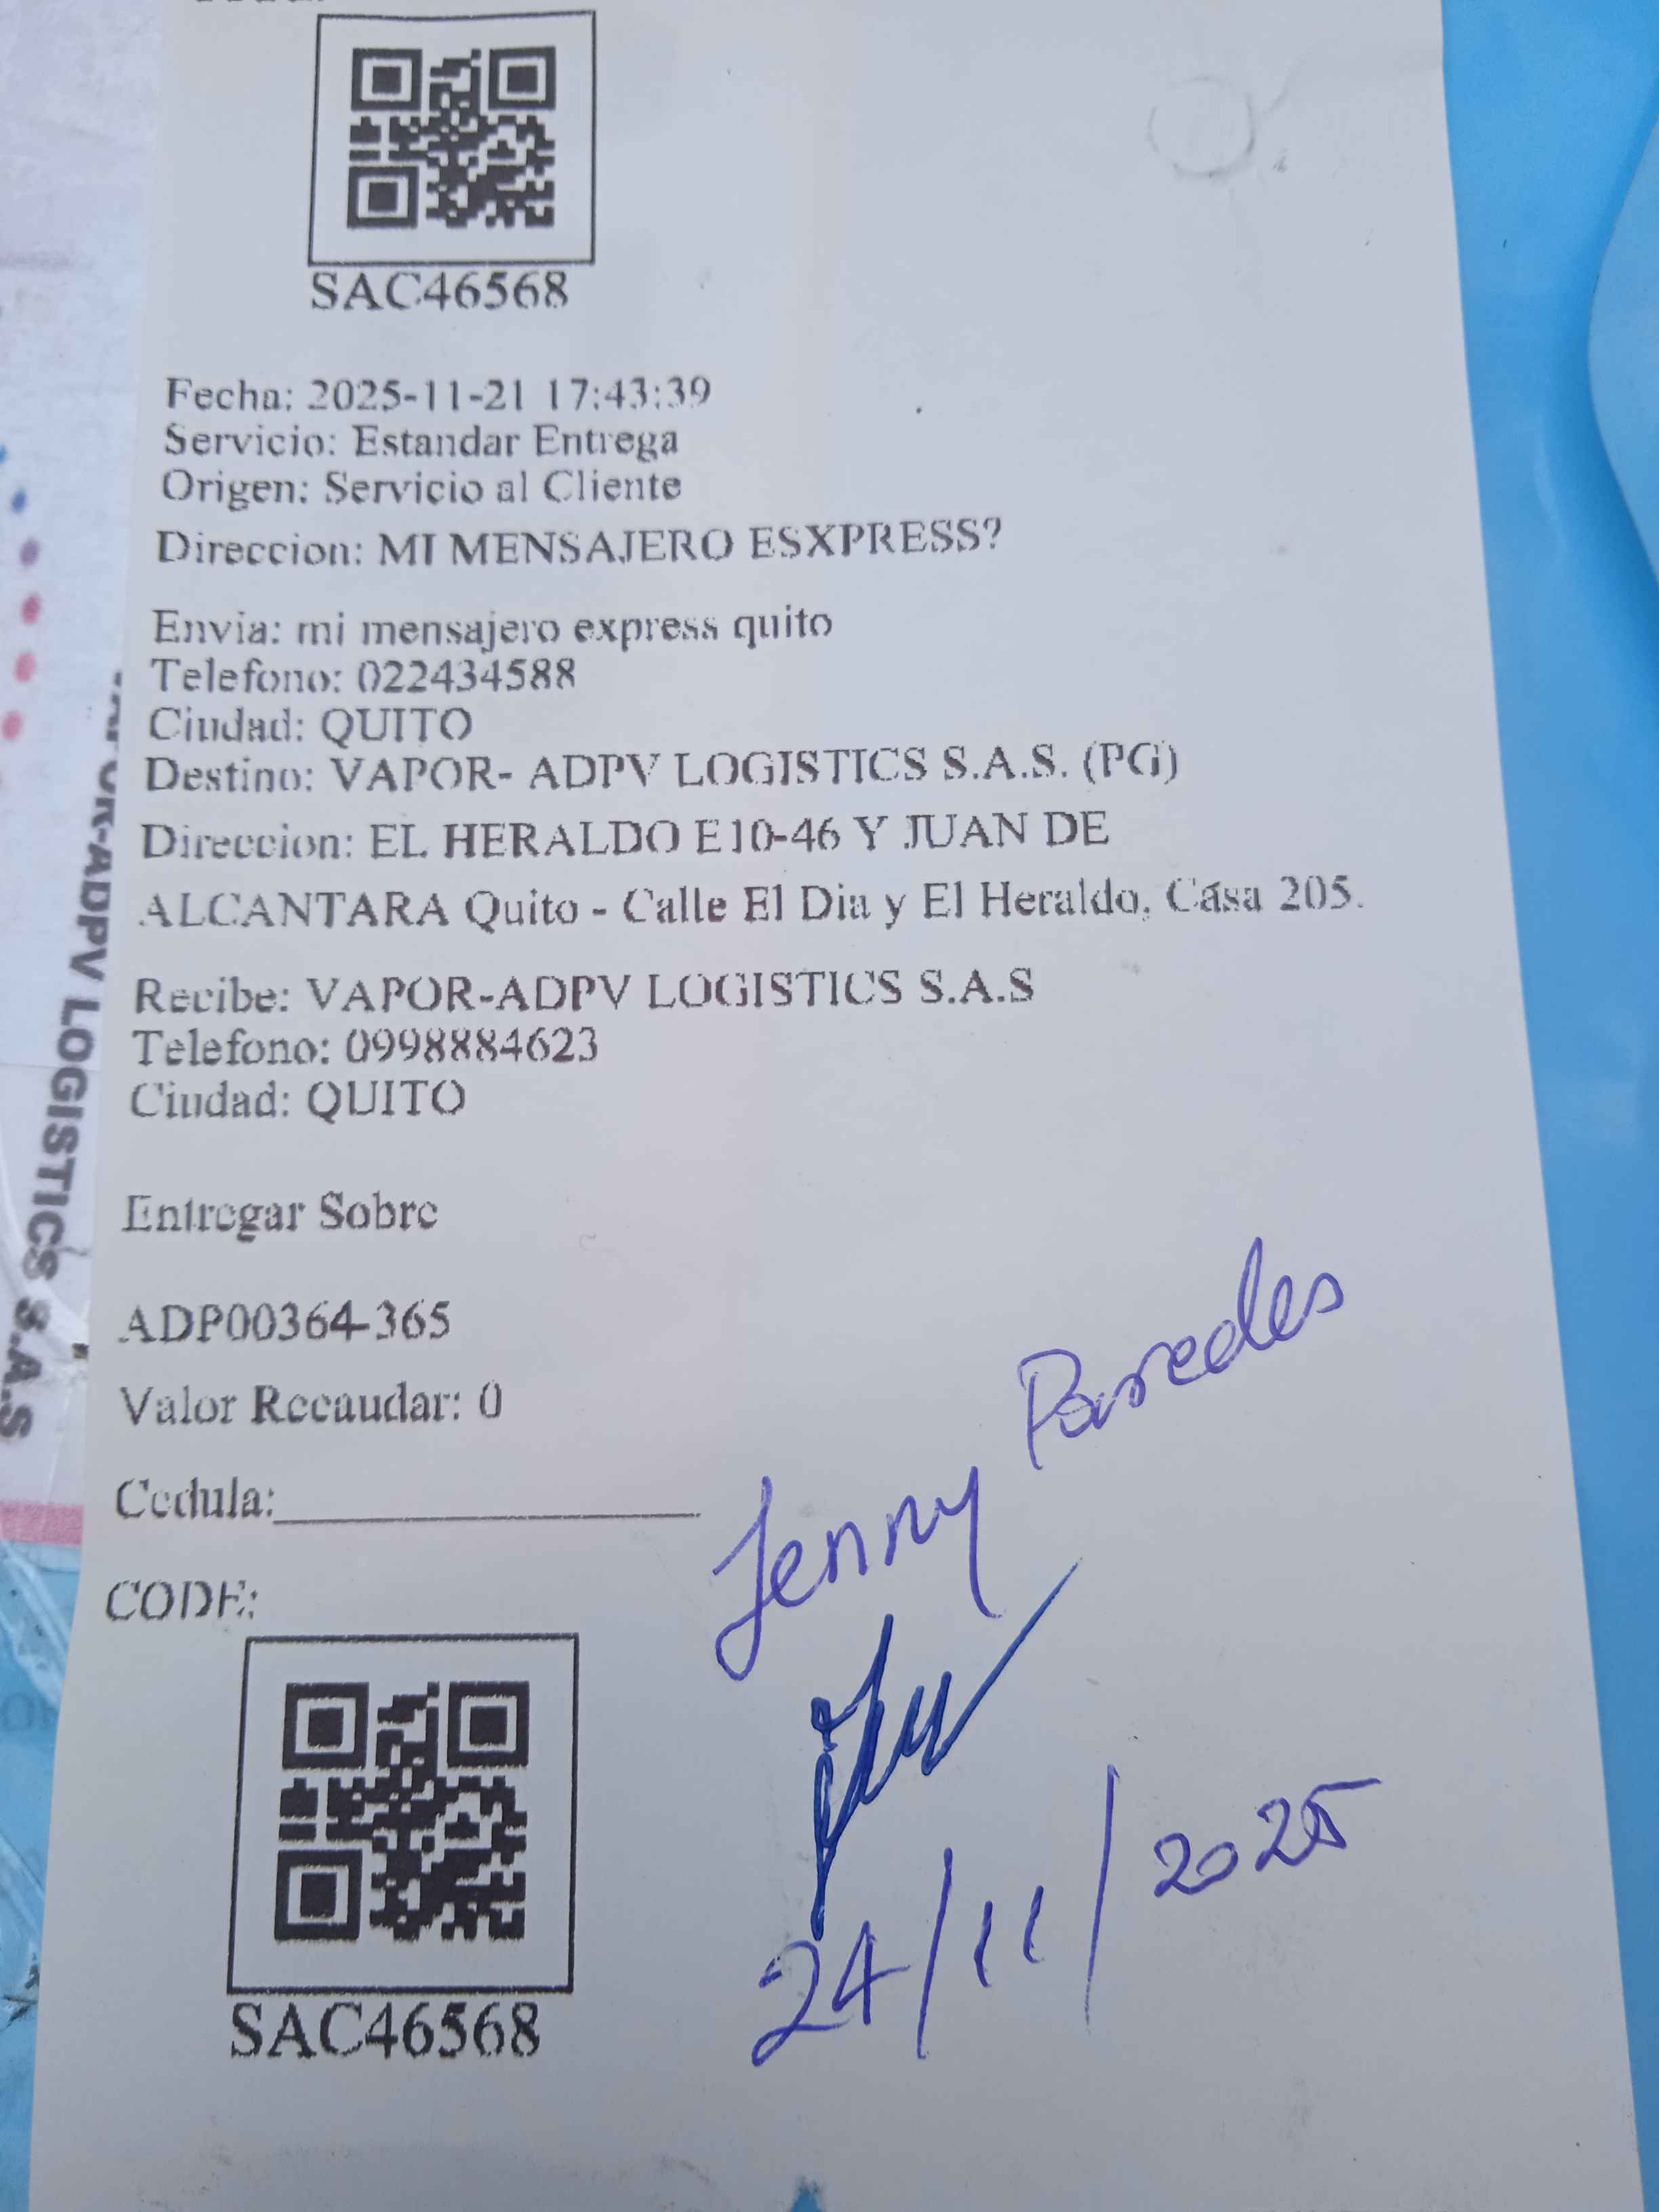 SAC46568
Fecha: 2025-11-21 17:43:39
Servicio: Estandar Entrega
Origen: Servicio al Cliente
Direccion: MI MENSAJERO ESXPRESS?
Envia: mi mensajero express quito
Telefono: 022434588
Ciudad: QUITO
Destino: VAPOR- ADPV LOGISTICS S.A.S. (PG)
Direccion: EL HERALDO E10-46 Y JUAN DE
ALCANTARA Quito - Calle El Dia y El Heraldo, Casa 205.
Recibe: VAPOR-ADPV LOGISTICS S.A.S
Telefono: 0998884623
Ciudad: QUITO
Entregar Sobre
ADP00364-365
Valor Recaudar: 0
Cedula:
CODE:
SAC46568
Jenny Paredes
24/11/2025
-ADPV LOGISTICS S.A.S